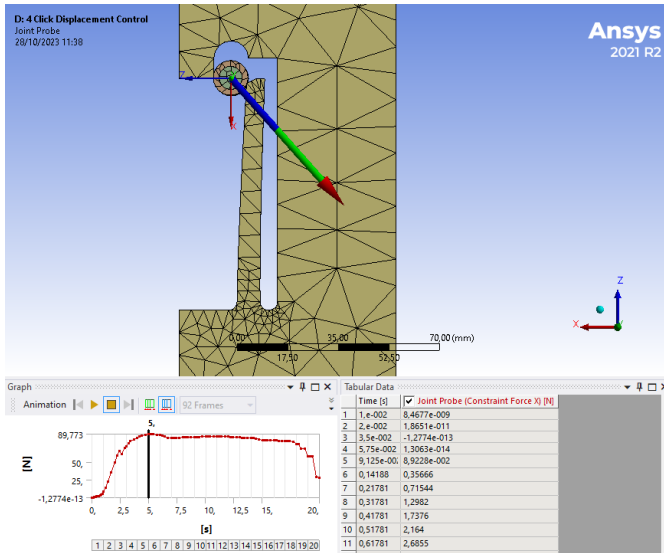 D: 4 Click Displacement Control
Joint Probe
28/10/2023 11:38
Ansys
2021 R2
Z
X
Z
X
0,00 35,00 70,00 (mm)
17,50 52,50
Graph
Animation 92 Frames
5,
89,773
50,
25,
-1,2774e-13
[N]
0, 2,5 5, 7,5 10, 12,5 15, 17,5 20,
[s]
1 2 3 4 5 6 7 8 9 10 11 12 13 14 15 16 17 18 19 20
Tabular Data
Time [s] Joint Probe (Constraint Force X) [N]
1 1,e-002 8,4677e-009
2 2,e-002 1,8651e-011
3 3,5e-002 -1,2774e-013
4 5,75e-002 1,3063e-014
5 9,125e-002 8,9228e-002
6 0,14188 0,35666
7 0,21781 0,71544
8 0,31781 1,2982
9 0,41781 1,7376
10 0,51781 2,164
11 0,61781 2,6855